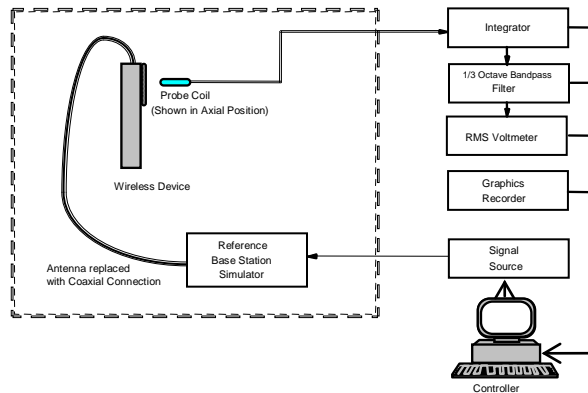 Integrator
1/3 Octave Bandpass
Filter
RMS Voltmeter
Graphics
Recorder
Probe Coil
(Shown in Axial Position)
Wireless Device
Reference
Base Station
Simulator
Antenna replaced
with Coaxial Connection
Signal
Source
Controller